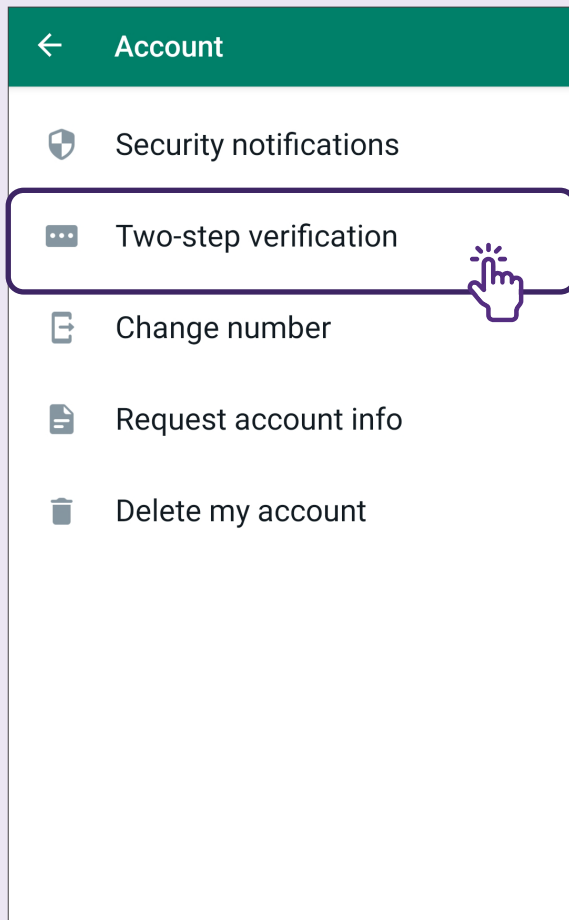 Account
Security notifications
Two-step verification
Change number
Request account info
Delete my account